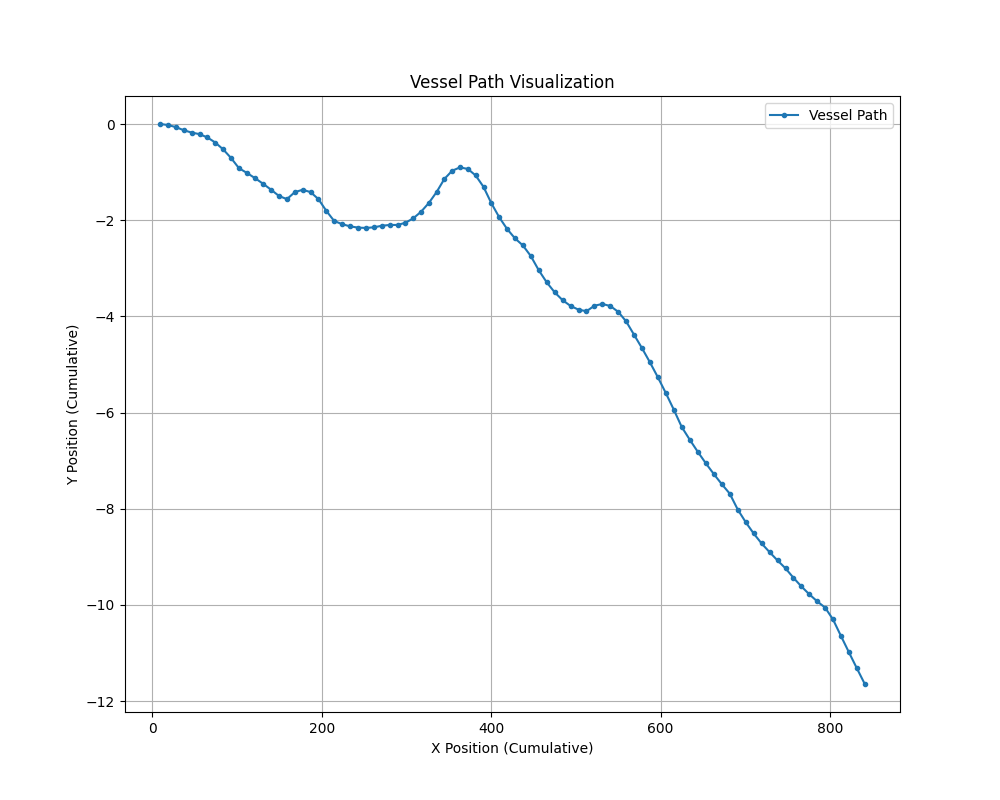 Vessel Path Visualization
Vessel Path
0
−2
−4
−6
−8
−10
−12
Y Position (Cumulative)
0 200 400 600 800
X Position (Cumulative)